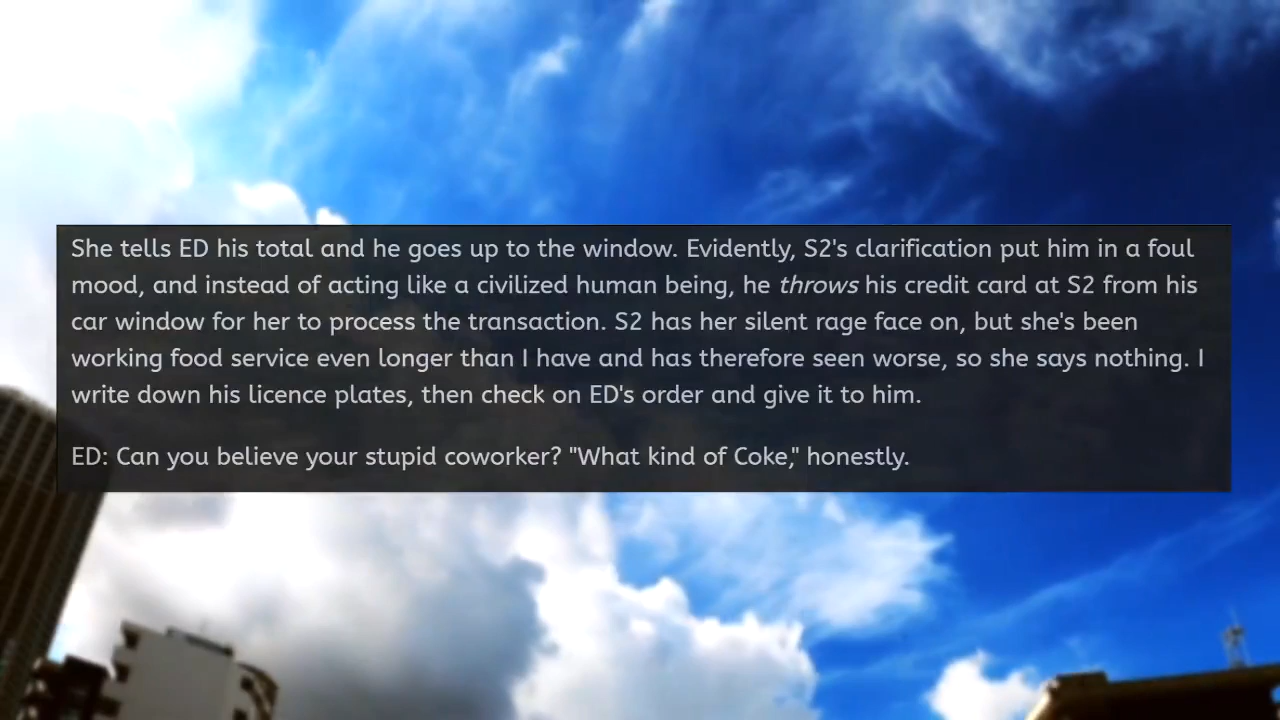 She tells ED his total and he goes up to the window. Evidently, S2's clarification put him in a foul
mood, and instead of acting like a civilized human being, he throws his credit card at S2 from his
car window for her to process the transaction. S2 has her silent rage face on, but she's been
working food service even longer than I have and has therefore seen worse, so she says nothing. I
write down his licence plates, then check on ED's order and give it to him.
ED: Can you believe your stupid coworker? "What kind of Coke," honestly.